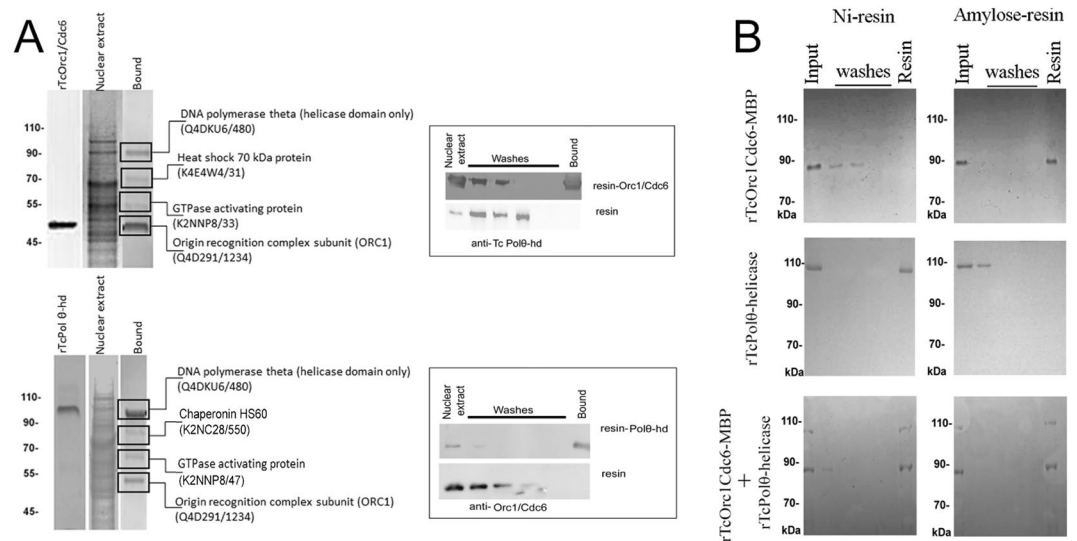 A
rTcOrc1/Cdc6
Nuclear extract
Bound
110-
90-
70-
55-
45-
DNA polymerase theta (helicase domain only)
(Q4DKU6/480)
Heat shock 70 kDa protein
(K4E4W4/31)
GTPase activating protein
(K2NNP8/33)
Origin recognition complex subunit (ORC1)
(Q4D291/1234)
Nuclear
extract
Washes
Bound
resin-Orc1/Cdc6
resin
anti-Tc Polθ-hd
rTcPol θ-hd
Nuclear extract
Bound
110-
90-
70-
55-
45-
DNA polymerase theta (helicase domain only)
(Q4DKU6/480)
Chaperonin HS60
(K2NC28/550)
GTPase activating protein
(K2NNP8/47)
Origin recognition complex subunit (ORC1)
(Q4D291/1234)
Nuclear
extract
Washes
Bound
resin-Polθ-hd
resin
anti- Orc1/Cdc6
B
Ni-resin
Amylose-resin
Input
washes
Resin
Input
washes
Resin
rTcOrc1Cdc6-MBP
110-
90-
70-
kDa
110-
90-
70-
kDa
rTcPolθ-helicase
110-
90-
70-
kDa
110-
90-
70-
kDa
rTcOrc1Cdc6-MBP
+
rTcPolθ-helicase
110-
90-
70-
kDa
110-
90-
70-
kDa